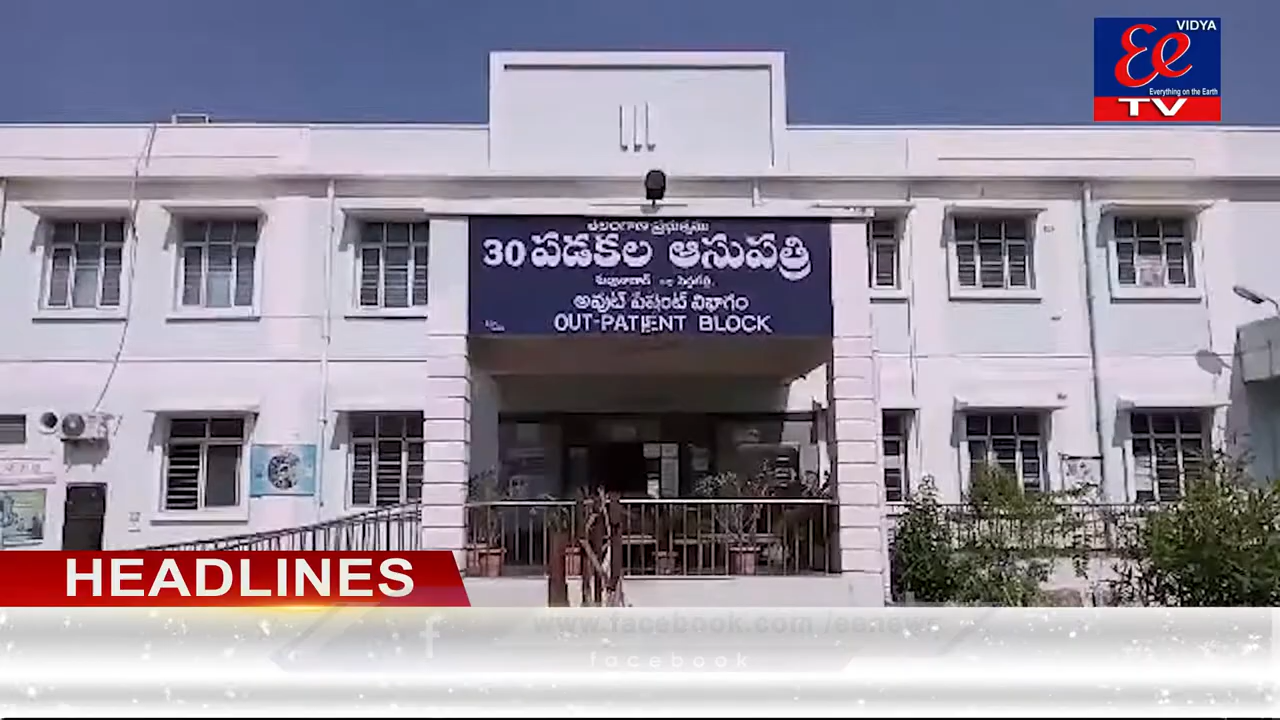 VIDYA
Ee
Everything on the Earth
TV
తెలంగాణ ప్రభుత్వము
30 పడకల ఆసుపత్రి
అవుట్ పేషంట్ విభాగం
OUT-PATIENT BLOCK
HEADLINES
www.facebook.com/eenews
facebook